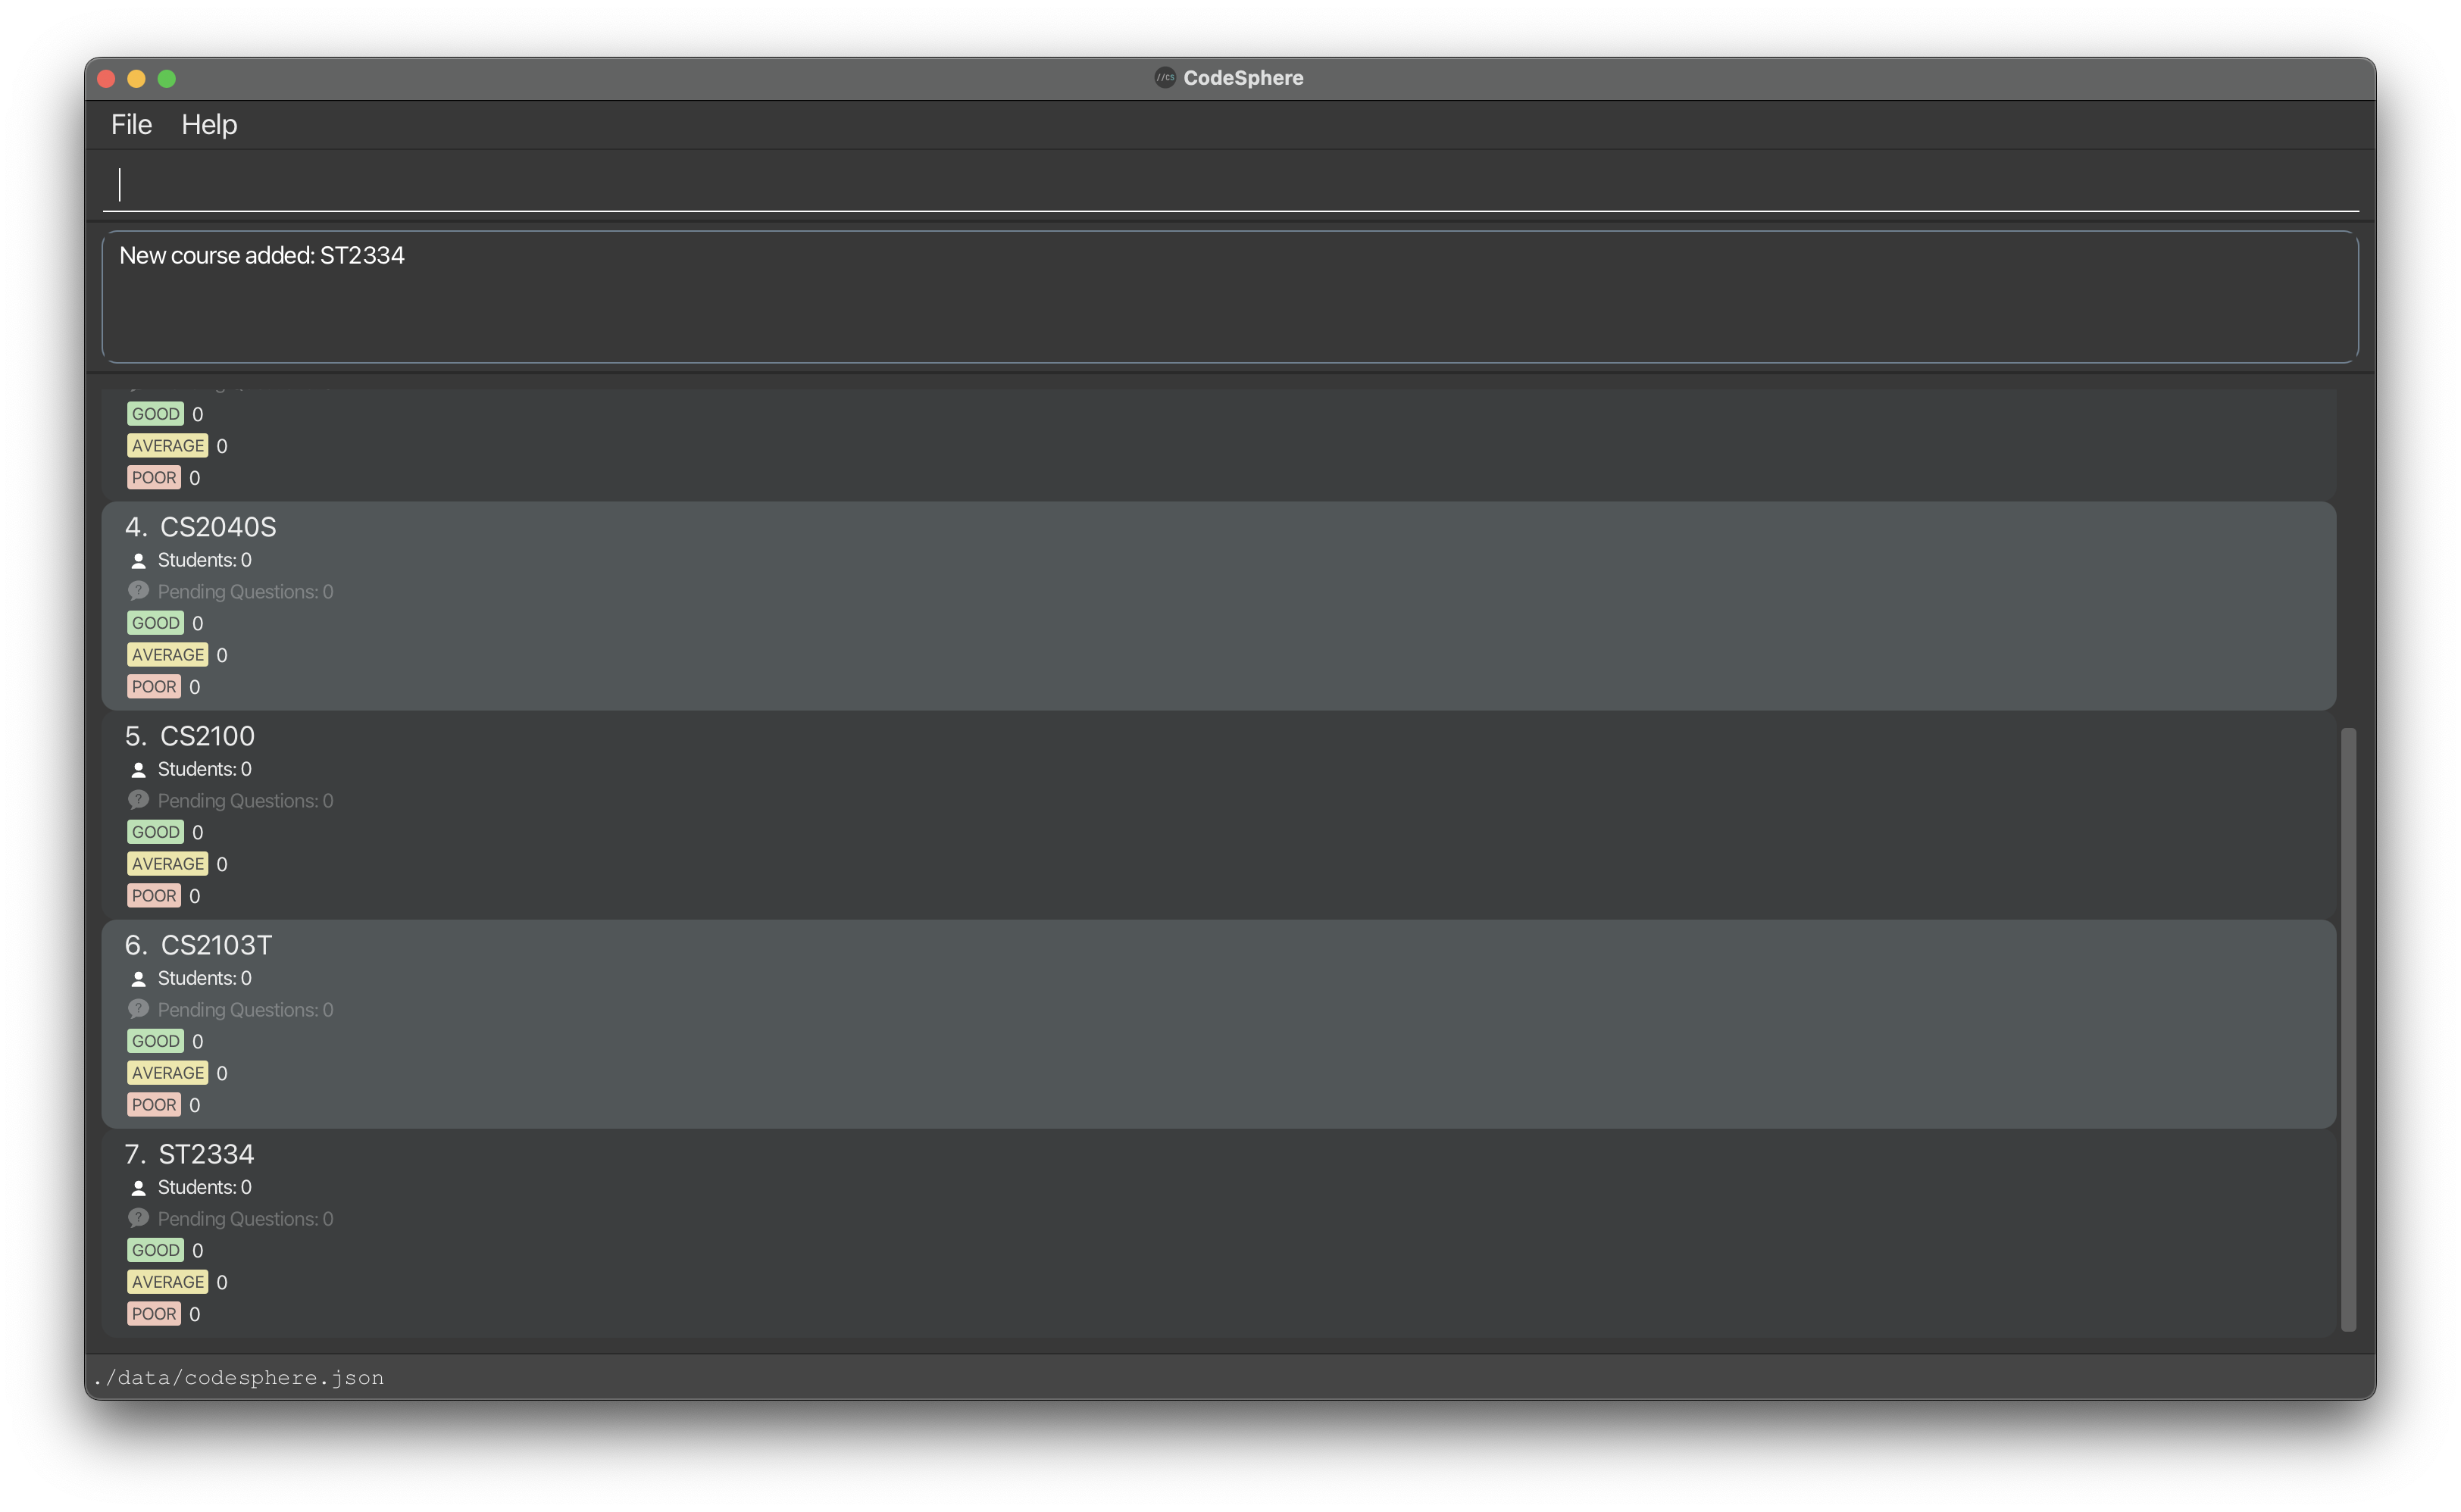 //CS CodeSphere
File Help
New course added: ST2334
GOOD 0
AVERAGE 0
POOR 0
4. CS2040S
Students: 0
Pending Questions: 0
GOOD 0
AVERAGE 0
POOR 0
5. CS2100
Students: 0
Pending Questions: 0
GOOD 0
AVERAGE 0
POOR 0
6. CS2103T
Students: 0
Pending Questions: 0
GOOD 0
AVERAGE 0
POOR 0
7. ST2334
Students: 0
Pending Questions: 0
GOOD 0
AVERAGE 0
POOR 0
./data/codesphere.json